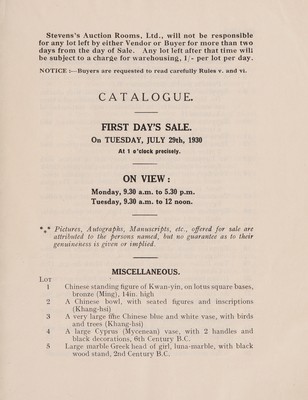 Stevens's Auction Rooms, Ltd., will not be responsible
for any lot left by either Vendor or Buyer for more than two
days from the day of Sale. Any lot left after that time will
be subject to a charge for warehousing, 1/- per lot per day.
NOTICE :—Buyers are requested to read carefully Rules v. and vi.
CATALOGUE.
FIRST DAY'S SALE.
On TUESDAY, JULY 29th, 1930
At 1 o'clock precisely.
ON VIEW :
Monday, 9.30 a.m. to 5.30 p.m.
Tuesday, 9.30 a.m. to 12 noon.
*** Pictures, Autographs, Manuscripts, etc., offered for sale are
attributed to the persons named, but no guarantee as to their
genuineness is given or implied.
MISCELLANEOUS.
LOT
1 Chinese standing figure of Kwan-yin, on lotus square bases,
bronze (Ming), 14in. high
2 A Chinese bowl, with seated figures and inscriptions
(Khang-hsi)
3 A very large fine Chinese blue and white vase, with birds
and trees (Khang-hsi)
4 A large Cyprus (Mycenean) vase, with 2 handles and
black decorations, 6th Century B.C.
5 Large marble Greek head of girl, luna-marble, with black
wood stand, 2nd Century B.C.